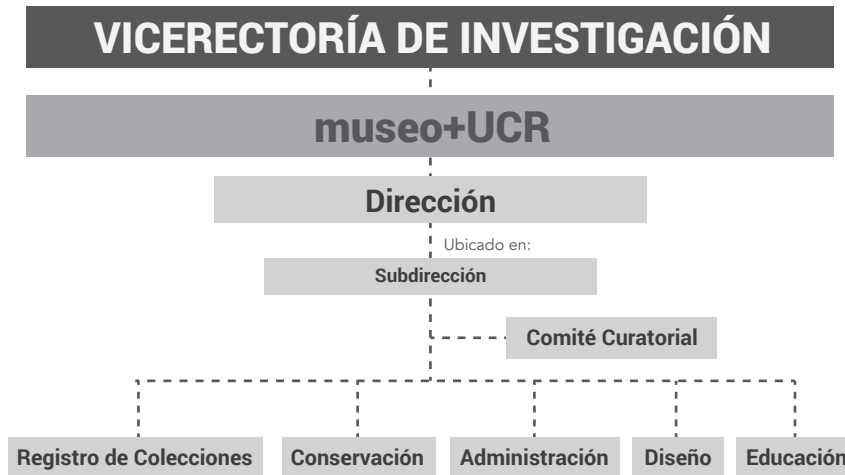 VICERECTORÍA DE INVESTIGACIÓN
museo+UCR
Dirección
Ubicado en:
Subdirección
Comité Curatorial
Registro de Colecciones
Conservación
Administración
Diseño
Educación